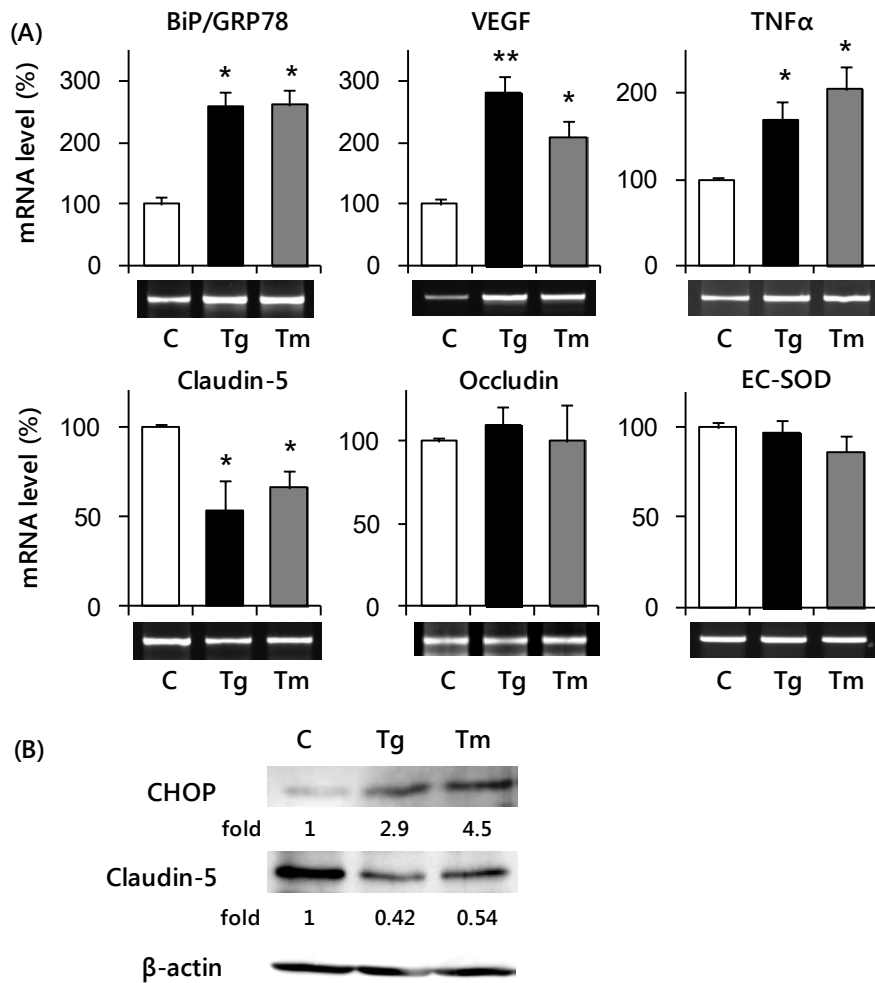 (A)
BiP/GRP78 VEGF TNFα
mRNA level (%)
300
200
100
0
* *
300
200
100
0
** *
200
100
0
* *
C Tg Tm C Tg Tm C Tg Tm
Claudin-5 Occludin EC-SOD
mRNA level (%)
100
50
0
* *
100
50
0
100
50
0
C Tg Tm C Tg Tm C Tg Tm
(B)
C Tg Tm
CHOP
fold 1 2.9 4.5
Claudin-5
fold 1 0.42 0.54
β-actin